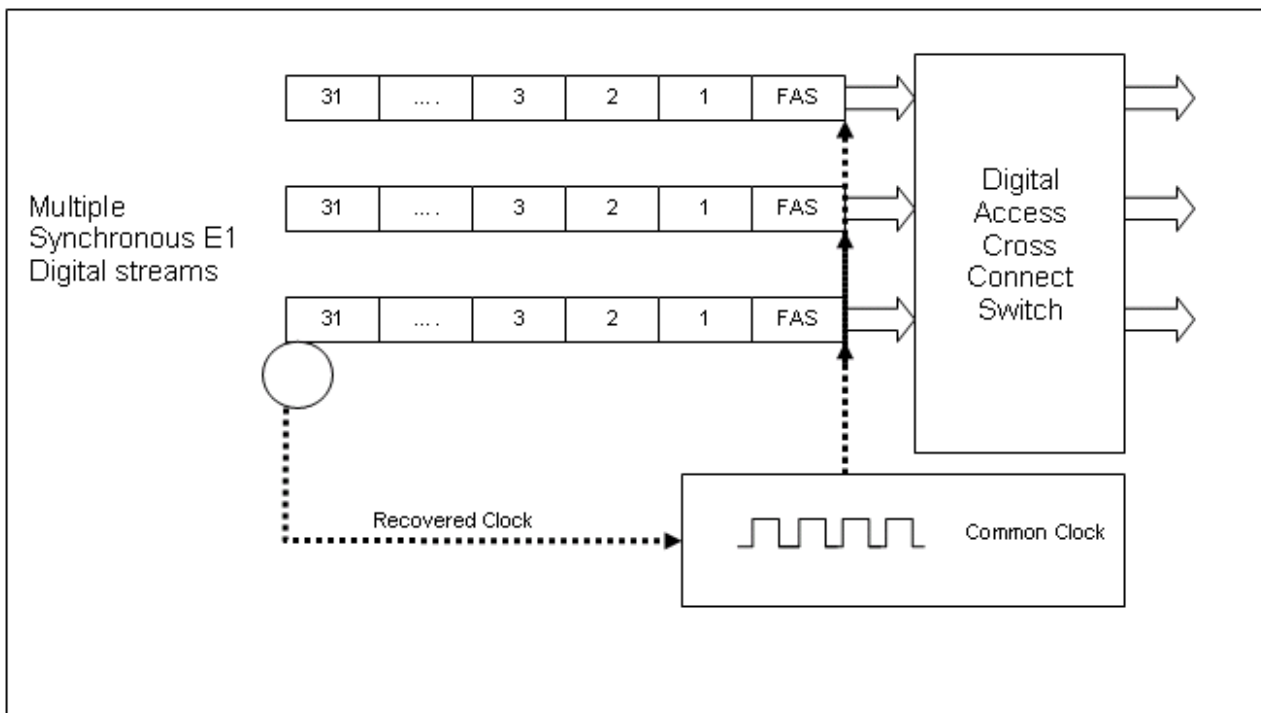 31 .... 3 2 1 FAS
Multiple
Synchronous E1
Digital streams
31 .... 3 2 1 FAS
31 .... 3 2 1 FAS
Digital
Access
Cross
Connect
Switch
Recovered Clock
Common Clock